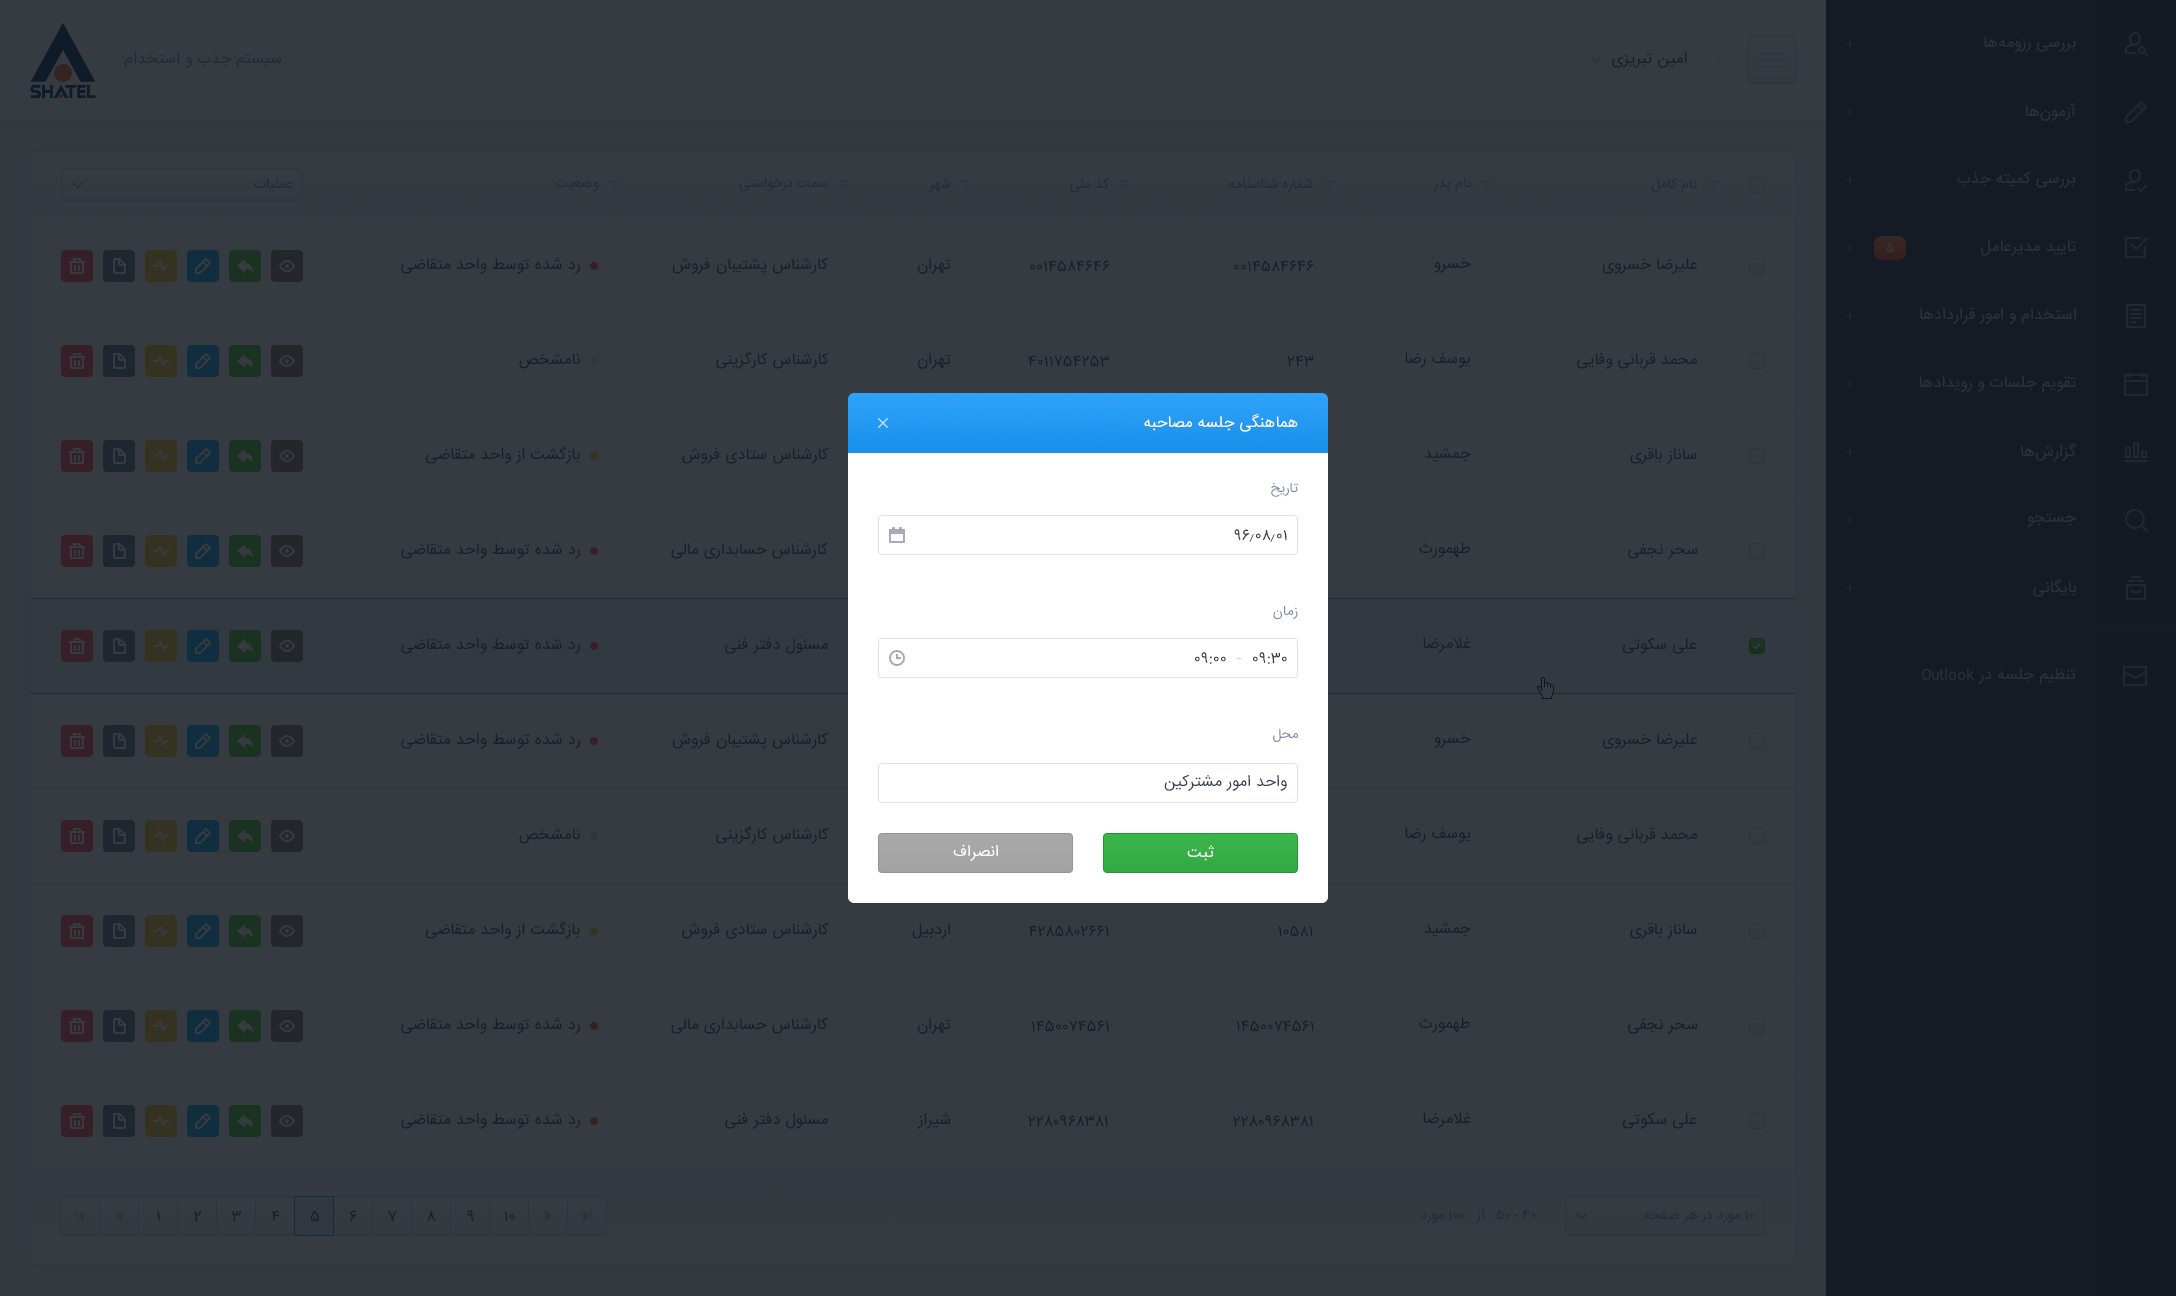 بررسی رزومه‌ها
آزمون‌ها
بررسی کمیته جذب
تایید مدیرعامل ۵
استخدام و امور قراردادها
تقویم جلسات و رویدادها
گزارش‌ها
جستجو
بایگانی
تنظیم جلسه در Outlook
امین تبریزی
سیستم جذب و استخدام
SHATEL
نام کامل نام پدر شماره شناسنامه کد ملی شهر سمت درخواستی وضعیت عملیات
علیرضا خسروی خسرو ۰۰۱۴۵۸۴۶۴۶ ۰۰۱۴۵۸۴۶۴۶ تهران کارشناس پشتیبان فروش رد شده توسط واحد متقاضی
محمد قربانی وفایی یوسف رضا ۲۴۳ ۴۰۱۱۷۵۴۲۵۳ تهران کارشناس کارگزینی نامشخص
ساناز باقری جمشید کارشناس ستادی فروش بازگشت از واحد متقاضی
سحر نجفی طهمورث کارشناس حسابداری مالی رد شده توسط واحد متقاضی
علی سکوتی غلامرضا مسئول دفتر فنی رد شده توسط واحد متقاضی
علیرضا خسروی خسرو کارشناس پشتیبان فروش رد شده توسط واحد متقاضی
محمد قربانی وفایی یوسف رضا کارشناس کارگزینی نامشخص
ساناز باقری جمشید ۱۰۵۸۱ ۴۲۸۵۸۰۲۶۶۱ اردبیل کارشناس ستادی فروش بازگشت از واحد متقاضی
سحر نجفی طهمورث ۱۴۵۰۰۷۴۵۶۱ ۱۴۵۰۰۷۴۵۶۱ تهران کارشناس حسابداری مالی رد شده توسط واحد متقاضی
علی سکوتی غلامرضا ۲۲۸۰۹۶۸۳۸۱ ۲۲۸۰۹۶۸۳۸۱ شیراز مسئول دفتر فنی رد شده توسط واحد متقاضی
هماهنگی جلسه مصاحبه
تاریخ
۹۶/۰۸/۰۱
زمان
۰۹:۰۰ - ۰۹:۳۰
محل
واحد امور مشترکین
ثبت انصراف
۱۰ مورد در هر صفحه ۴۰ - ۵۰ از ۱۰۰ مورد
۱ ۲ ۳ ۴ ۵ ۶ ۷ ۸ ۹ ۱۰